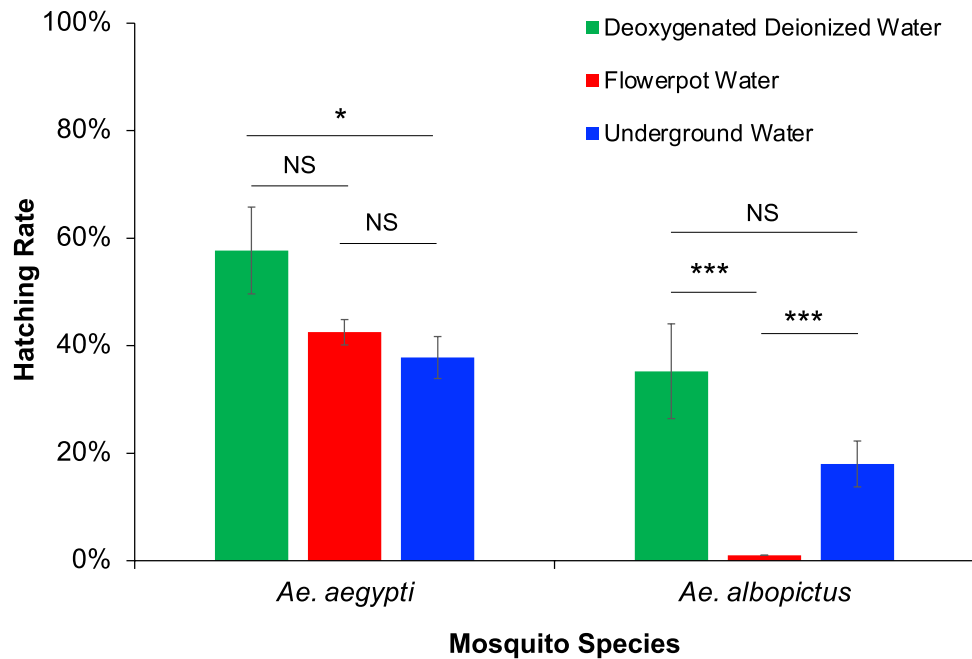 100%
80%
60%
40%
20%
0%
Hatching Rate
Deoxygenated Deionized Water
Flowerpot Water
Underground Water
*
NS
NS
NS
***
***
Ae. aegypti
Ae. albopictus
Mosquito Species